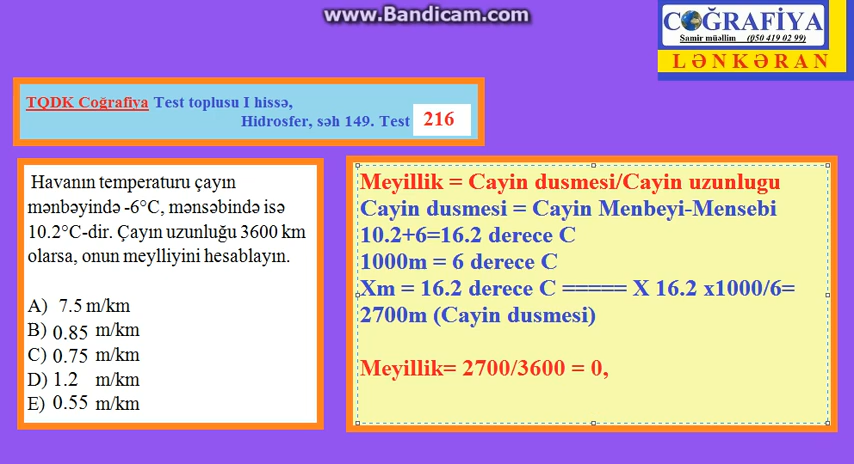 www.Bandicam.com
COĞRAFİYA
Samir müəllim (050 419 02 99)
LƏNKƏRAN
TQDK Coğrafiya Test toplusu I hissə,
Hidrosfer, səh 149. Test 216
Havanın temperaturu çayın
mənbəyində -6°C, mənsəbində isə
10.2°C-dir. Çayın uzunluğu 3600 km
olarsa, onun meylliyini hesablayın.
A) 7.5 m/km
B) 0.85 m/km
C) 0.75 m/km
D) 1.2 m/km
E) 0.55 m/km
Meyillik = Cayin dusmesi/Cayin uzunlugu
Cayin dusmesi = Cayin Menbeyi-Mensebi
10.2+6=16.2 derece C
1000m = 6 derece C
Xm = 16.2 derece C ===== X 16.2 x1000/6=
2700m (Cayin dusmesi)
Meyillik= 2700/3600 = 0,